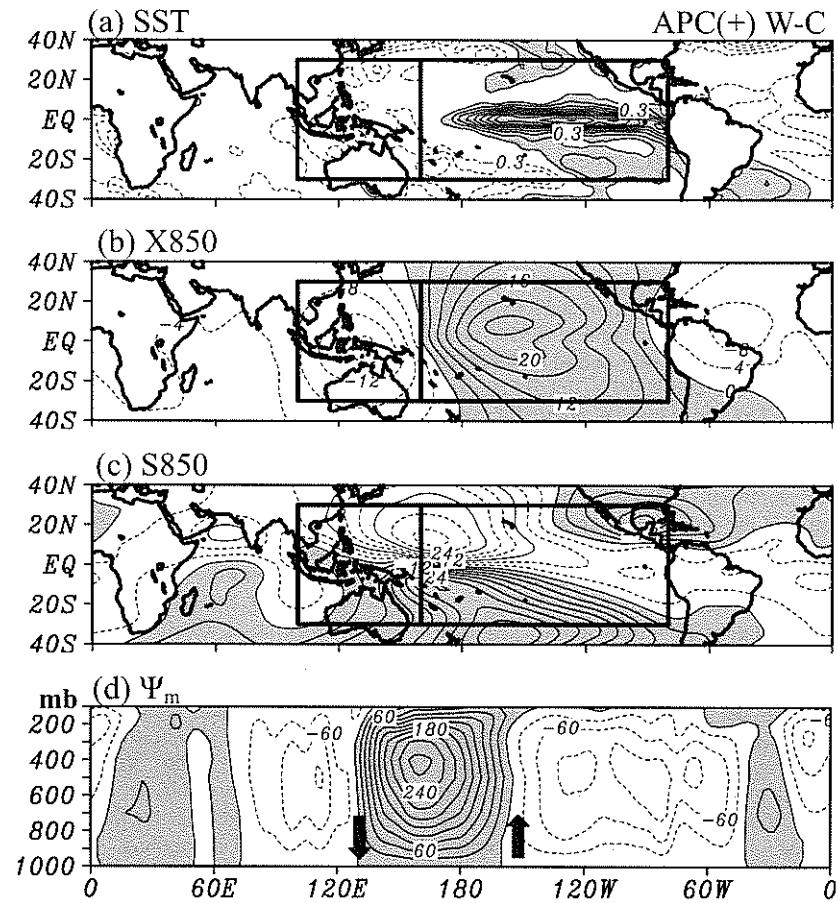 (a) SST APC(+) W-C
40N
20N
EQ
20S
40S
0.3
0.3
-0.3
(b) X850
40N
20N
EQ
20S
40S
-8
16
-4
-12
20
12
-8
-4
0
(c) S850
40N
20N
EQ
20S
40S
24
12
24
mb (d) Ψm
200
400
600
800
1000
-60
60
180
240
60
-60
-60
0 60E 120E 180 120W 60W 0